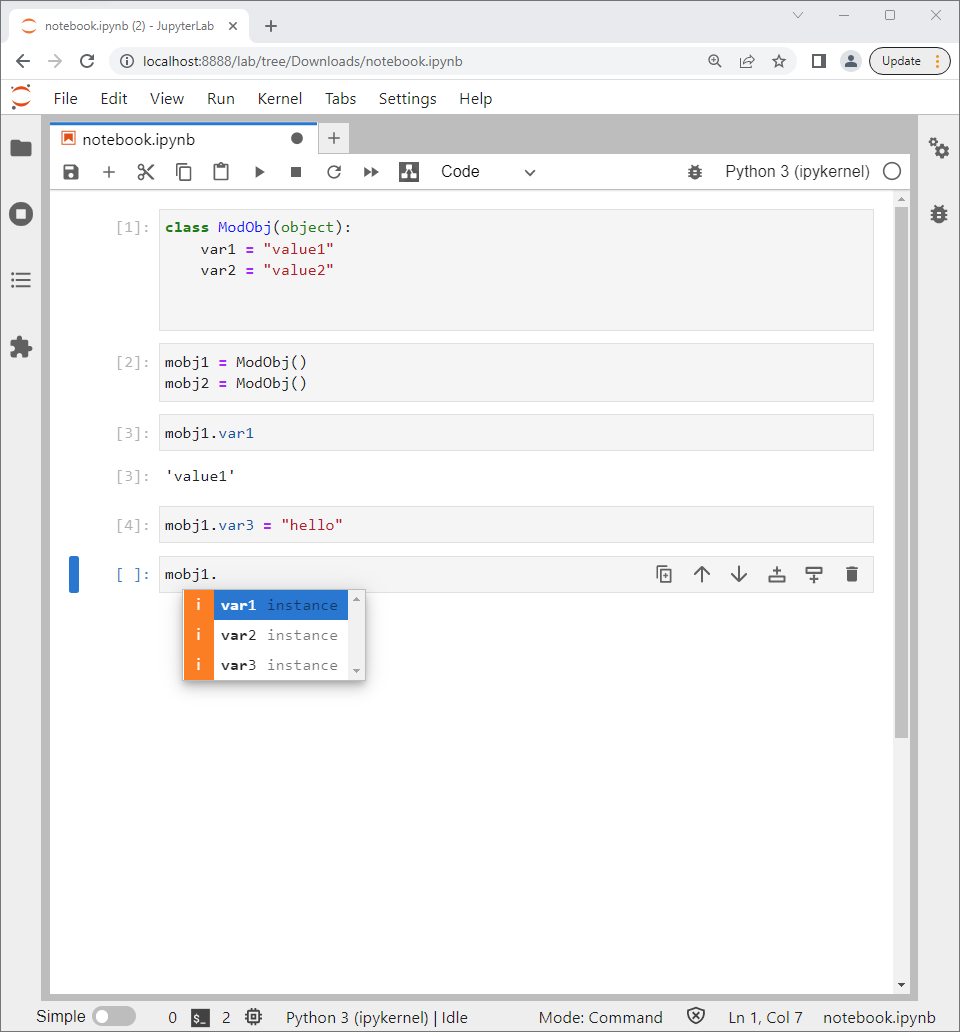 notebook.ipynb (2) - JupyterLab
localhost:8888/lab/tree/Downloads/notebook.ipynb
Update
File Edit View Run Kernel Tabs Settings Help
notebook.ipynb
Code Python 3 (ipykernel)
[1]: class ModObj(object):
var1 = "value1"
var2 = "value2"
[2]: mobj1 = ModObj()
mobj2 = ModObj()
[3]: mobj1.var1
[3]: 'value1'
[4]: mobj1.var3 = "hello"
[ ]: mobj1.
i var1 instance
i var2 instance
i var3 instance
Simple 0 $_ 2 Python 3 (ipykernel) | Idle Mode: Command Ln 1, Col 7 notebook.ipynb